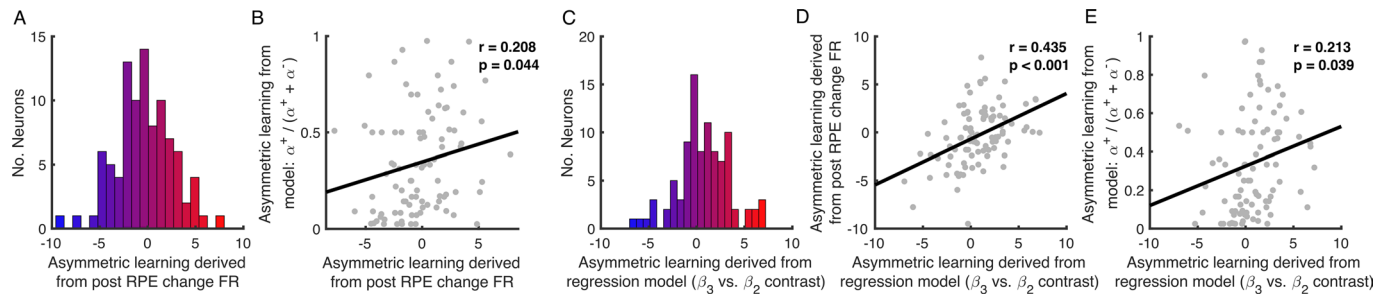 A
15
10
5
0
No. Neurons
-10
-5
0
5
10
Asymmetric learning derived
from post RPE change FR
B
1
0.5
0
Asymmetric learning from
model: α⁺ / (α⁺ + α⁻)
r = 0.208
p = 0.044
-5
0
5
Asymmetric learning derived
from post RPE change FR
C
20
15
10
5
0
No. Neurons
-10
0
10
Asymmetric learning derived from
regression model (β₃ vs. β₂ contrast)
D
10
5
0
-5
-10
Asymmetric learning derived
from post RPE change FR
r = 0.435
p < 0.001
-10
-5
0
5
10
Asymmetric learning derived from
regression model (β₃ vs. β₂ contrast)
E
1
0.8
0.6
0.4
0.2
0
Asymmetric learning from
model: α⁺ / (α⁺ + α⁻)
r = 0.213
p = 0.039
-10
-5
0
5
10
Asymmetric learning derived from
regression model (β₃ vs. β₂ contrast)